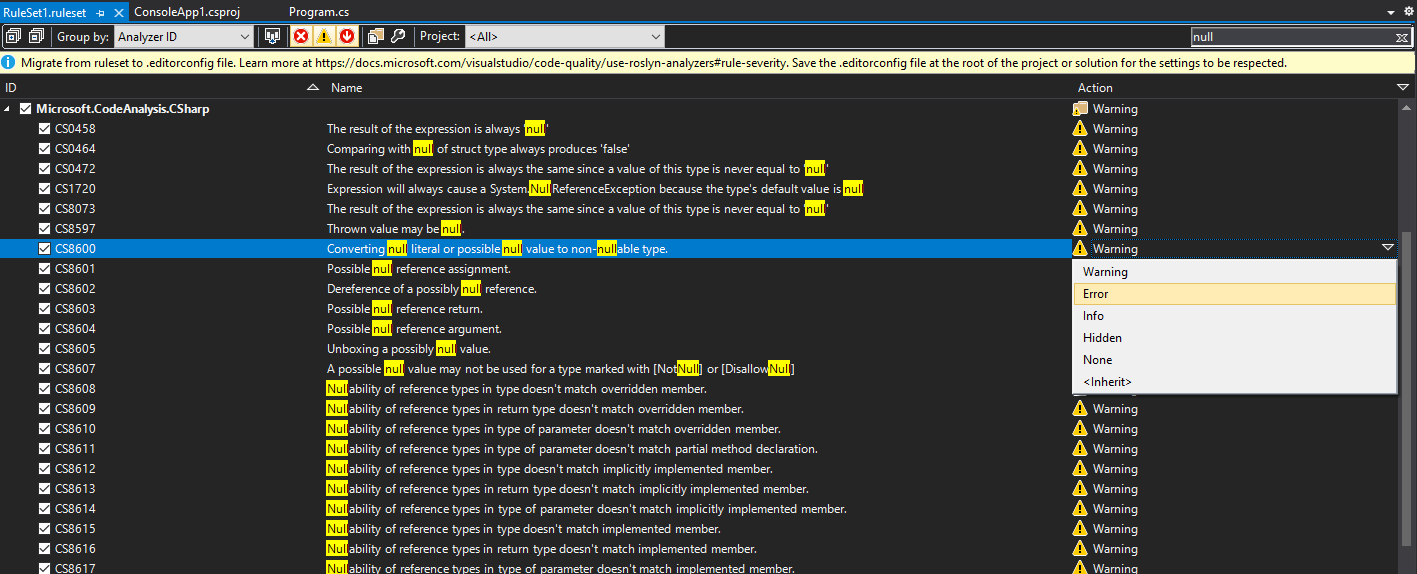 RuleSet1.ruleset ConsoleApp1.csproj Program.cs
Group by: Analyzer ID Project: <All> null
Migrate from ruleset to .editorconfig file. Learn more at https://docs.microsoft.com/visualstudio/code-quality/use-roslyn-analyzers#rule-severity. Save the .editorconfig file at the root of the project or solution for the settings to be respected.
ID Name Action
Microsoft.CodeAnalysis.CSharp Warning
CS0458 The result of the expression is always 'null' Warning
CS0464 Comparing with null of struct type always produces 'false' Warning
CS0472 The result of the expression is always the same since a value of this type is never equal to 'null' Warning
CS1720 Expression will always cause a System.NullReferenceException because the type's default value is null Warning
CS8073 The result of the expression is always the same since a value of this type is never equal to 'null' Warning
CS8597 Thrown value may be null. Warning
CS8600 Converting null literal or possible null value to non-nullable type. Warning
CS8601 Possible null reference assignment. Warning
CS8602 Dereference of a possibly null reference. Error
CS8603 Possible null reference return. Info
CS8604 Possible null reference argument. Hidden
CS8605 Unboxing a possibly null value. None
CS8607 A possible null value may not be used for a type marked with [NotNull] or [DisallowNull] <Inherit>
CS8608 Nullability of reference types in type doesn't match overridden member.
CS8609 Nullability of reference types in return type doesn't match overridden member. Warning
CS8610 Nullability of reference types in type of parameter doesn't match overridden member. Warning
CS8611 Nullability of reference types in type of parameter doesn't match partial method declaration. Warning
CS8612 Nullability of reference types in type doesn't match implicitly implemented member. Warning
CS8613 Nullability of reference types in return type doesn't match implicitly implemented member. Warning
CS8614 Nullability of reference types in type of parameter doesn't match implicitly implemented member. Warning
CS8615 Nullability of reference types in type doesn't match implemented member. Warning
CS8616 Nullability of reference types in return type doesn't match implemented member. Warning
CS8617 Nullability of reference types in type of parameter doesn't match implemented member. Warning